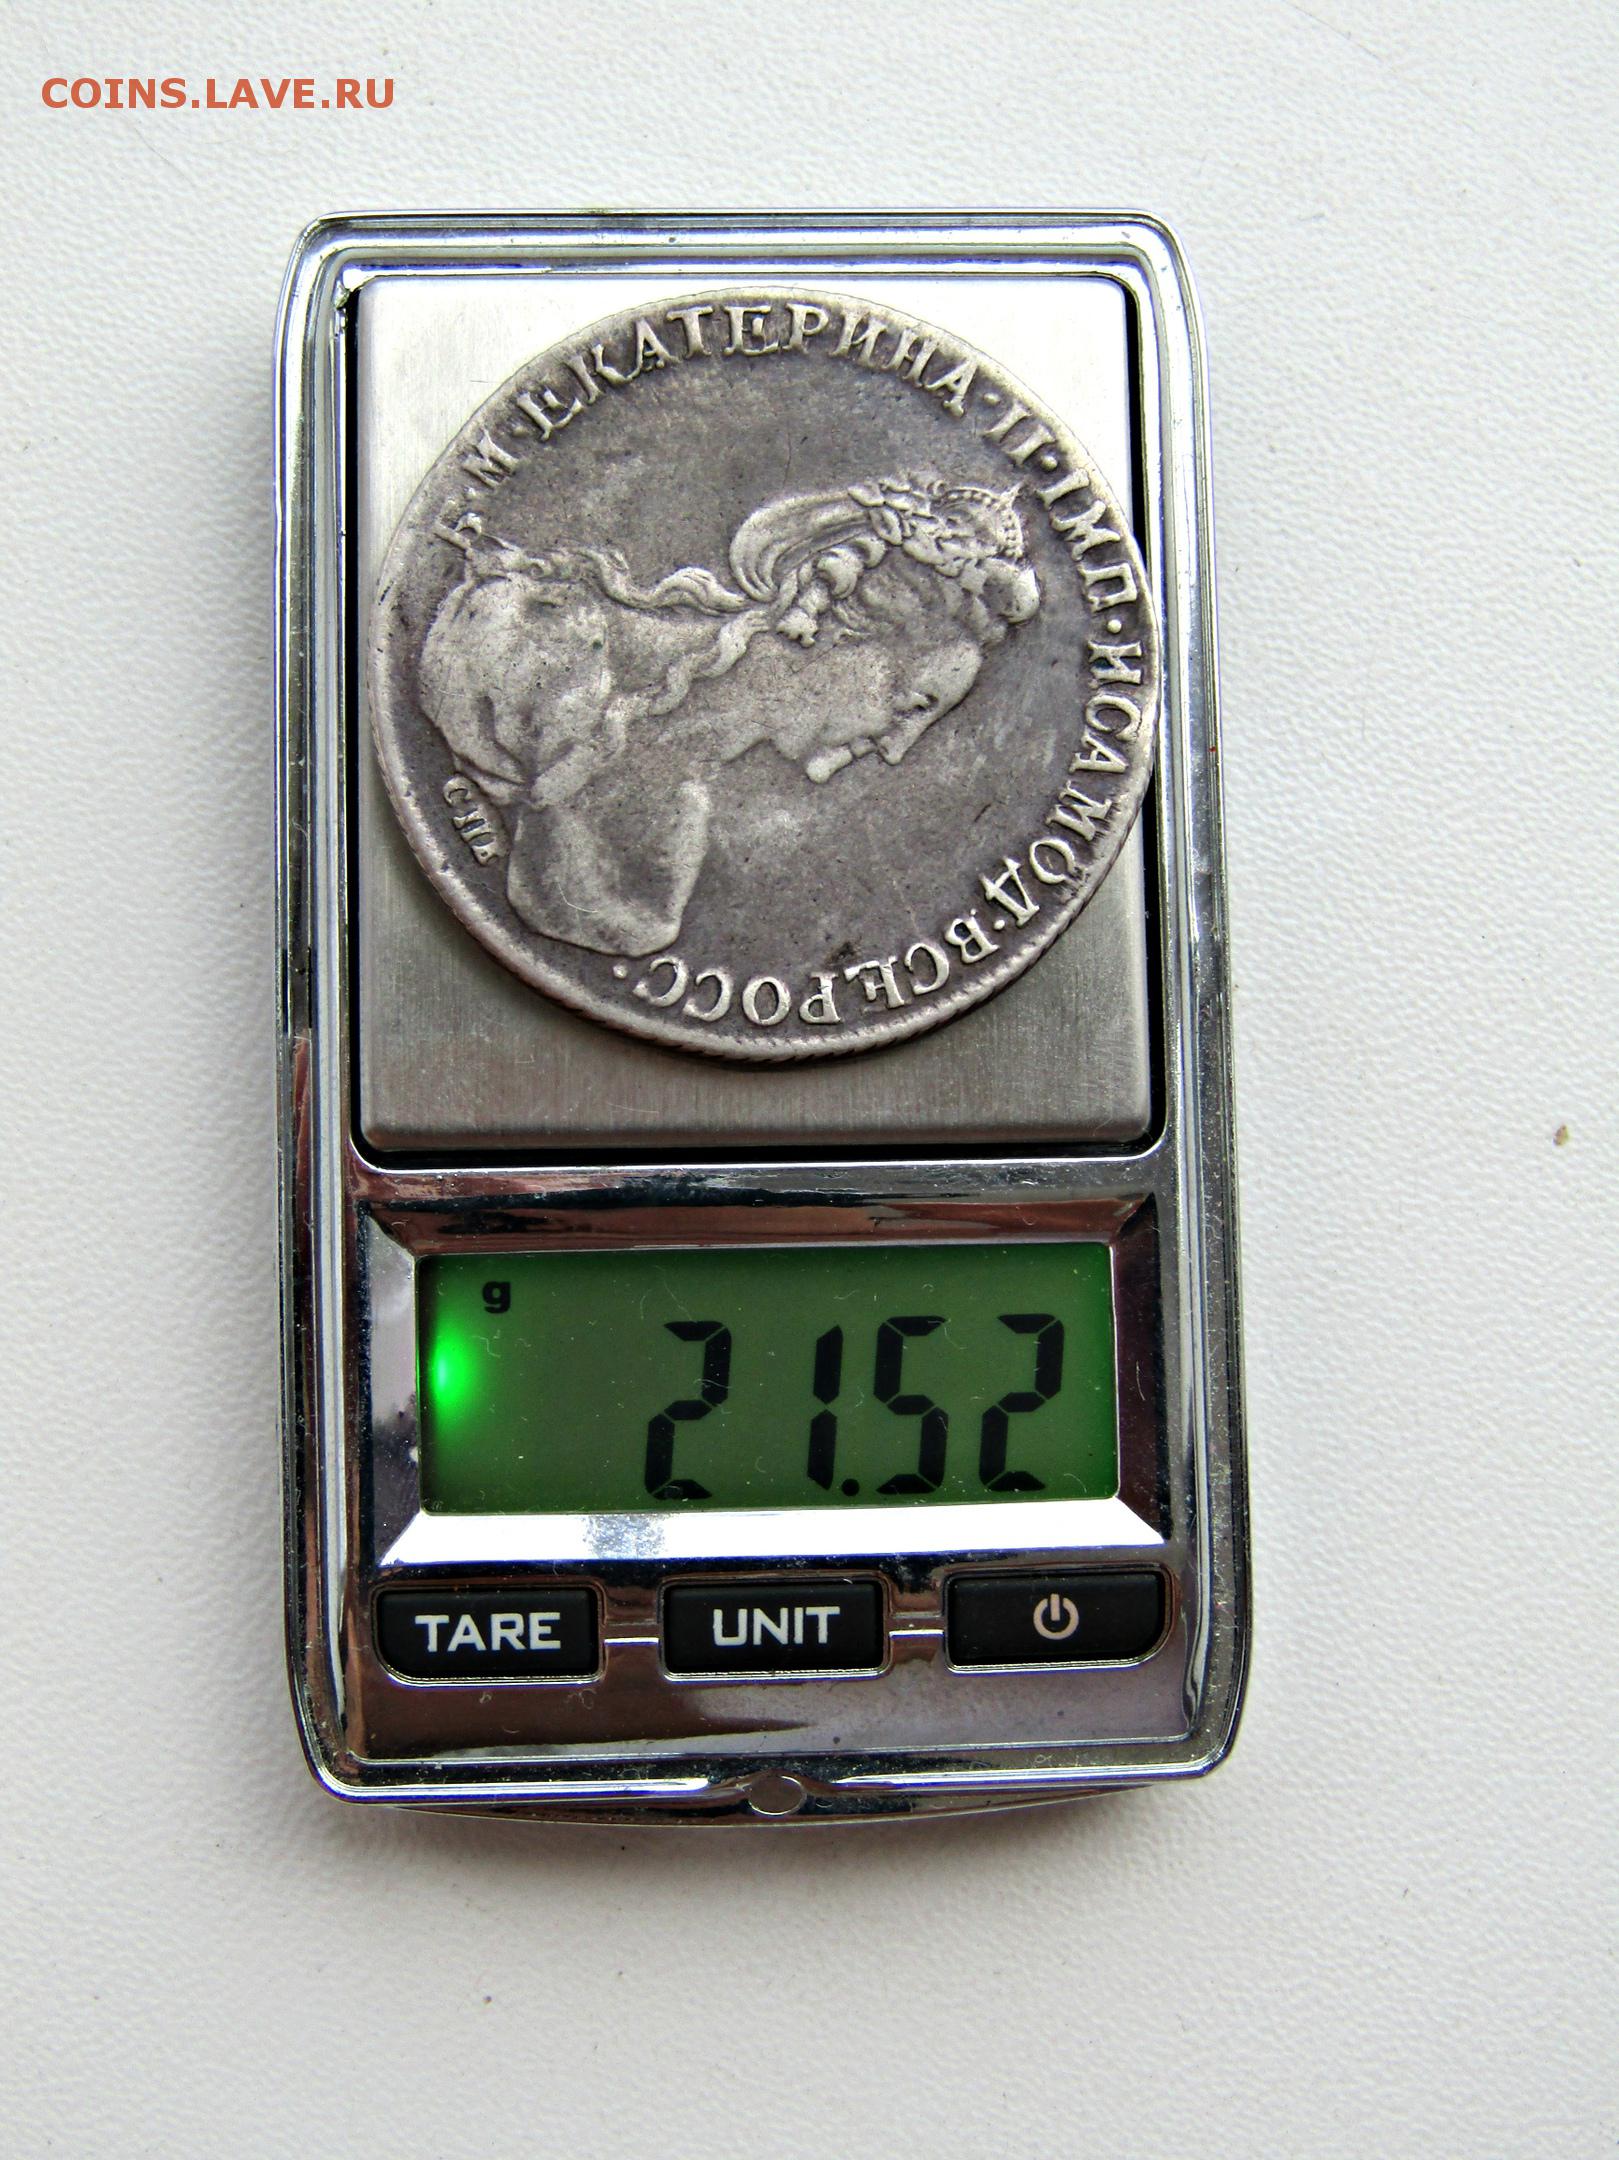 COINS.LAVE.RU
Б·М·ЕКАТЕРИНА·II·IМП·ИСАМОД·ВСЕРОСС·
СПБ
g
21.52
TARE
UNIT